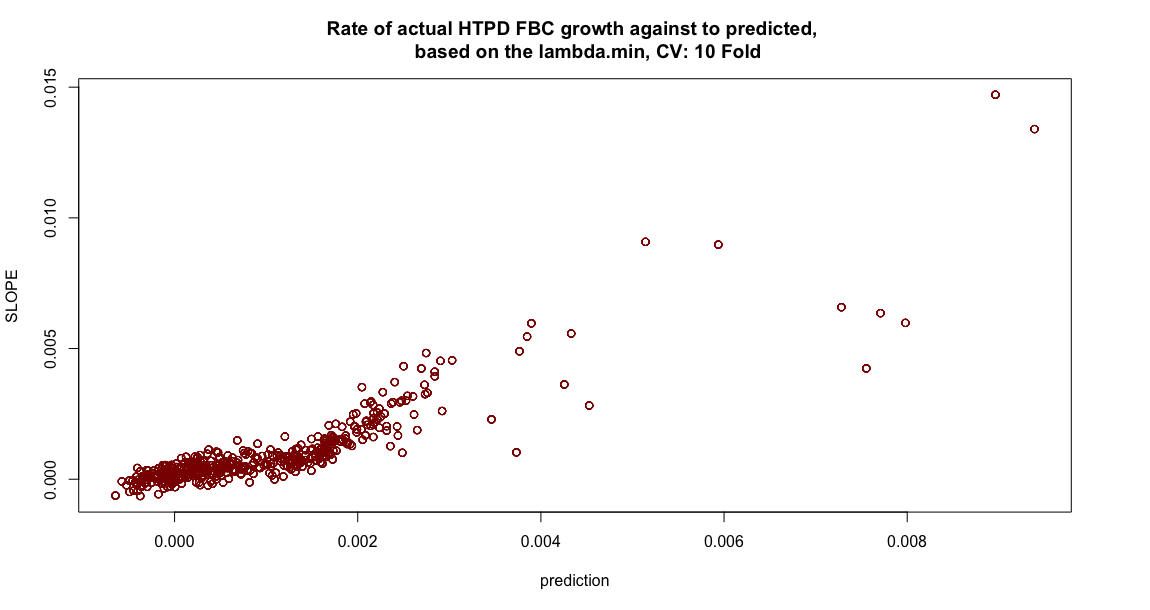 Rate of actual HTPD FBC growth against to predicted,
based on the lambda.min, CV: 10 Fold
SLOPE
0.015
0.010
0.005
0.000
0.000 0.002 0.004 0.006 0.008
prediction